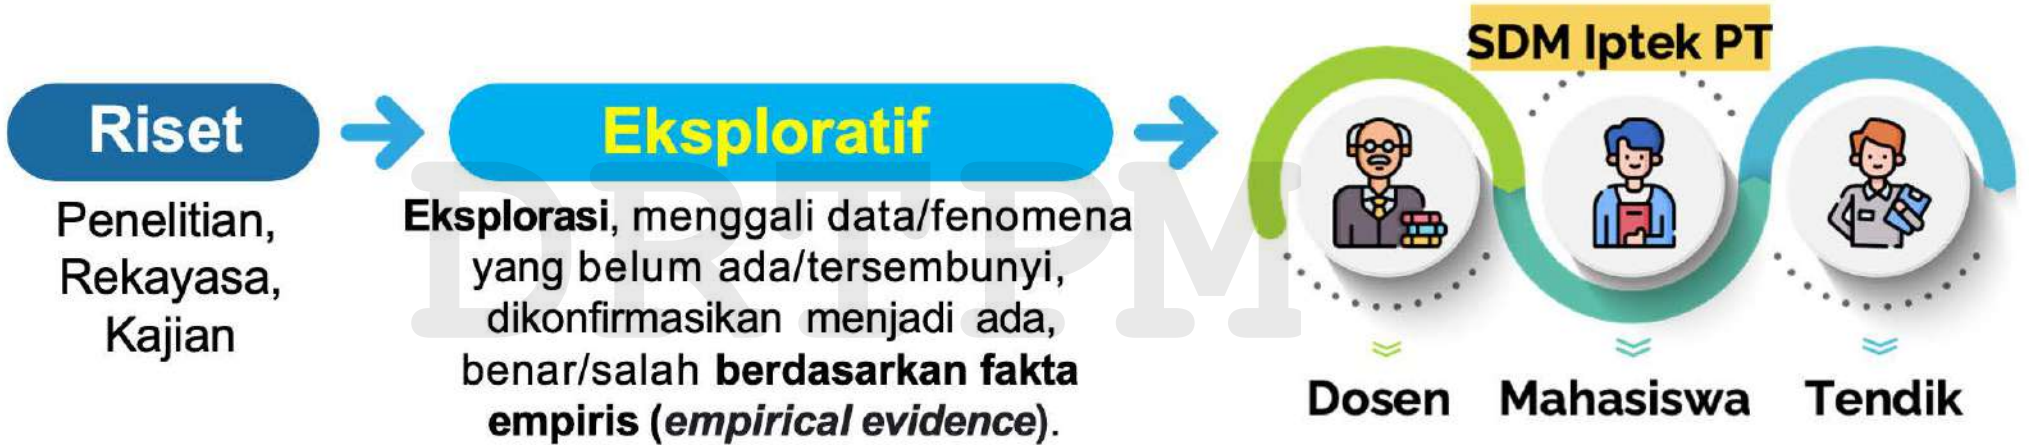 Riset
Penelitian,
Rekayasa,
Kajian
Eksploratif
Eksplorasi, menggali data/fenomena
yang belum ada/tersembunyi,
dikonfirmasikan menjadi ada,
benar/salah berdasarkan fakta
empiris (empirical evidence).
DRTPM
SDM Iptek PT
Dosen
Mahasiswa
Tendik